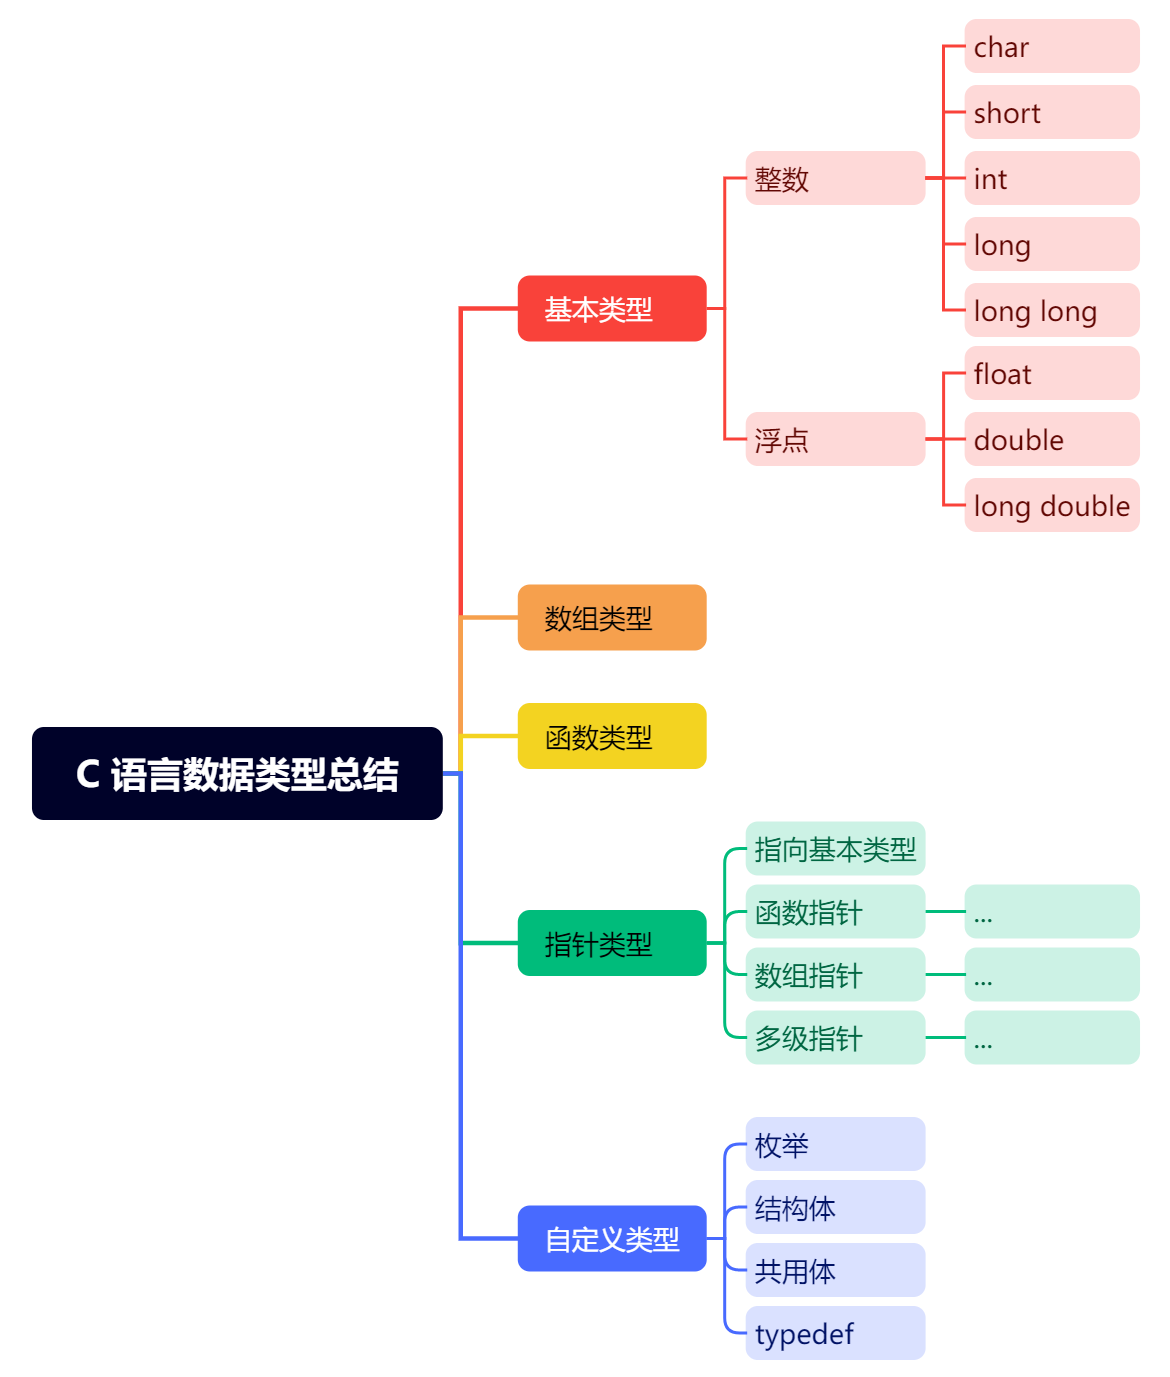 C 语言数据类型总结
基本类型
整数
char
short
int
long
long long
浮点
float
double
long double
数组类型
函数类型
指针类型
指向基本类型
函数指针
...
数组指针
...
多级指针
...
自定义类型
枚举
结构体
共用体
typedef